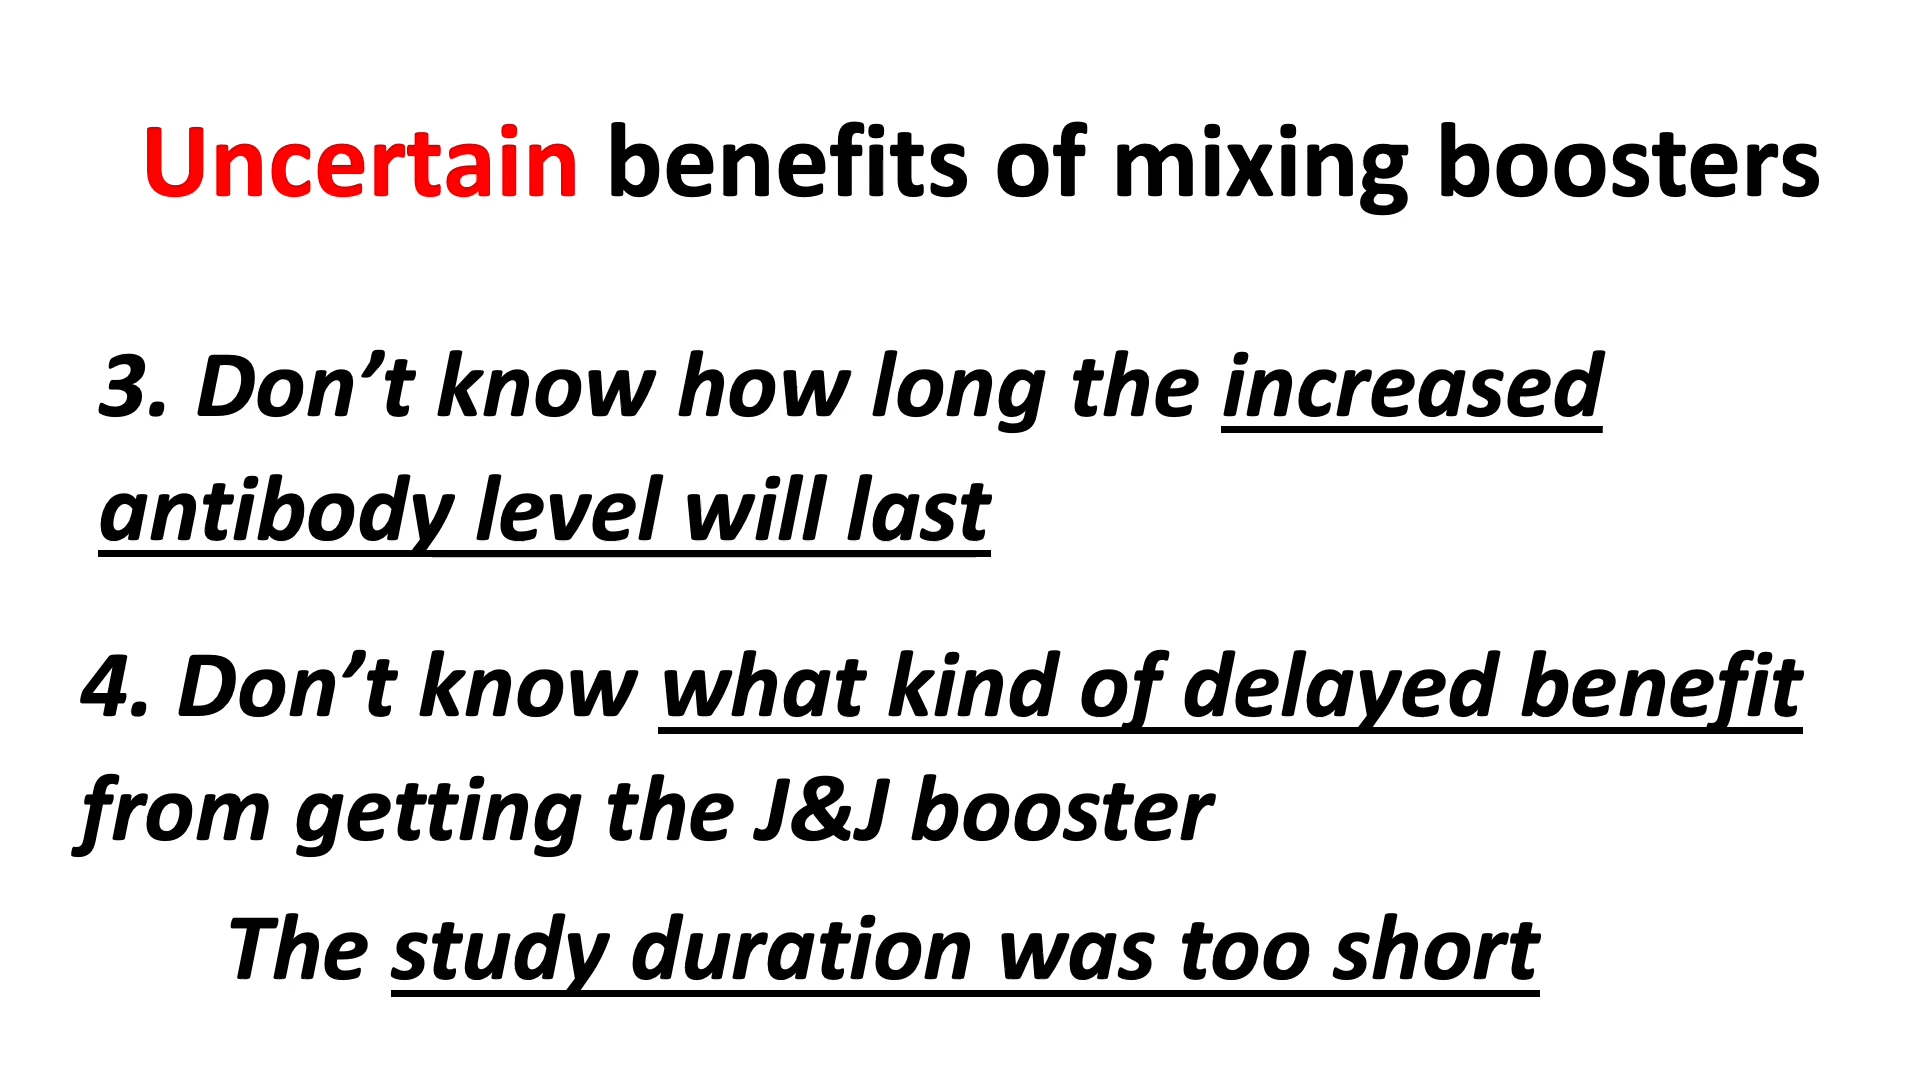 Uncertain benefits of mixing boosters
3. Don’t know how long the increased
antibody level will last
4. Don’t know what kind of delayed benefit
from getting the J&J booster
The study duration was too short